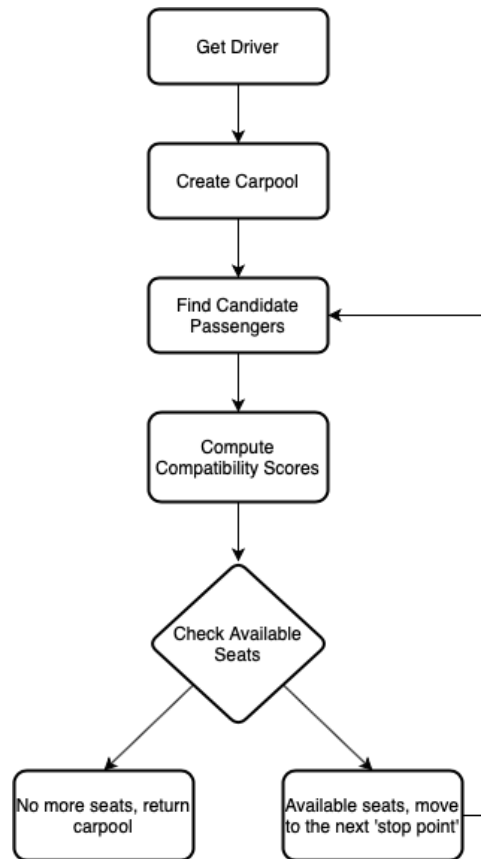 Get Driver
Create Carpool
Find Candidate
Passengers
Compute
Compatibility Scores
Check Available
Seats
No more seats, return
carpool
Available seats, move
to the next 'stop point'